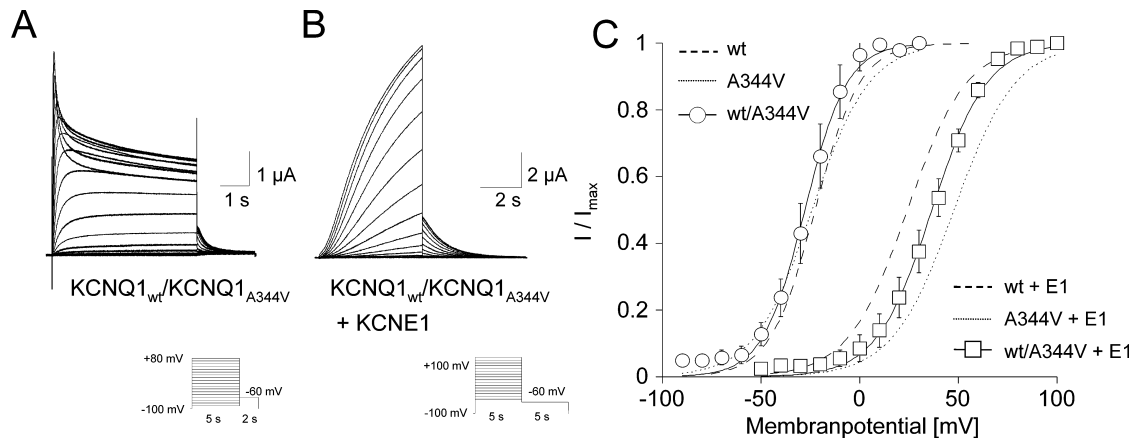 A
1 µA
1 s
KCNQ1wt/KCNQ1A344V
+80 mV
-60 mV
-100 mV
5 s
2 s
B
2 µA
2 s
KCNQ1wt/KCNQ1A344V
+ KCNE1
+100 mV
-60 mV
-100 mV
5 s
5 s
C
wt
A344V
wt/A344V
1
0.8
0.6
0.4
0.2
0
I / Imax
wt + E1
A344V + E1
wt/A344V + E1
-100
-50
0
50
100
Membranpotential [mV]